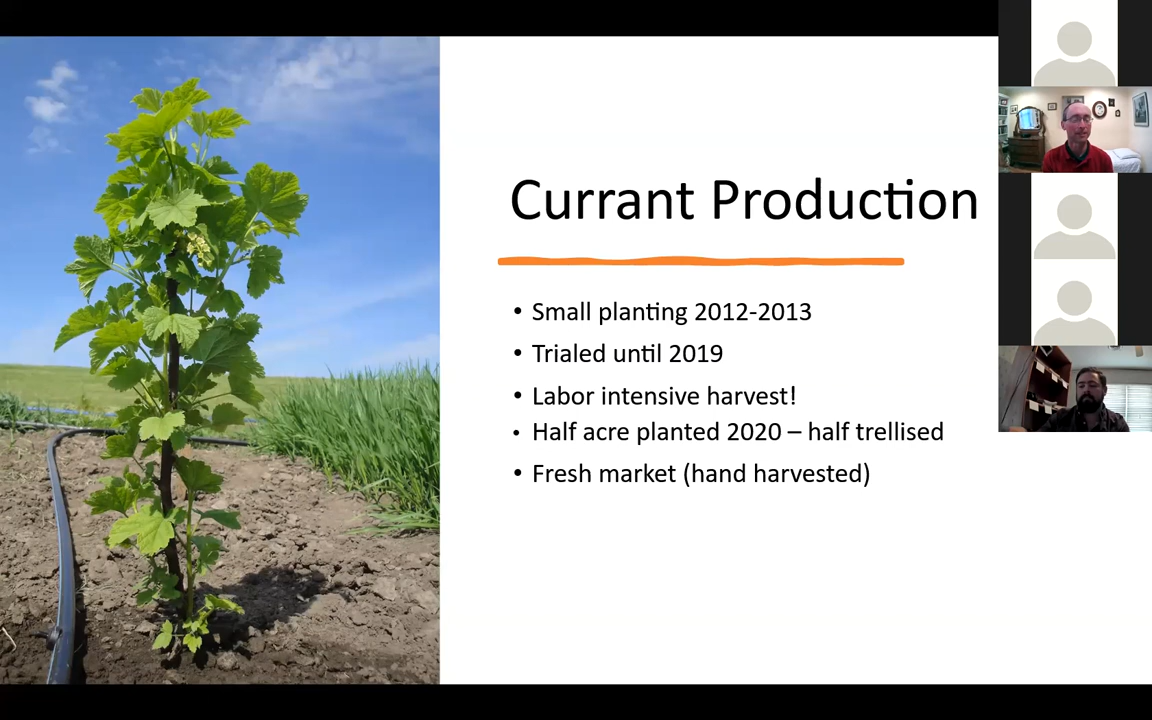 Currant Production
• Small planting 2012-2013
• Trialed until 2019
• Labor intensive harvest!
• Half acre planted 2020 – half trellised
• Fresh market (hand harvested)